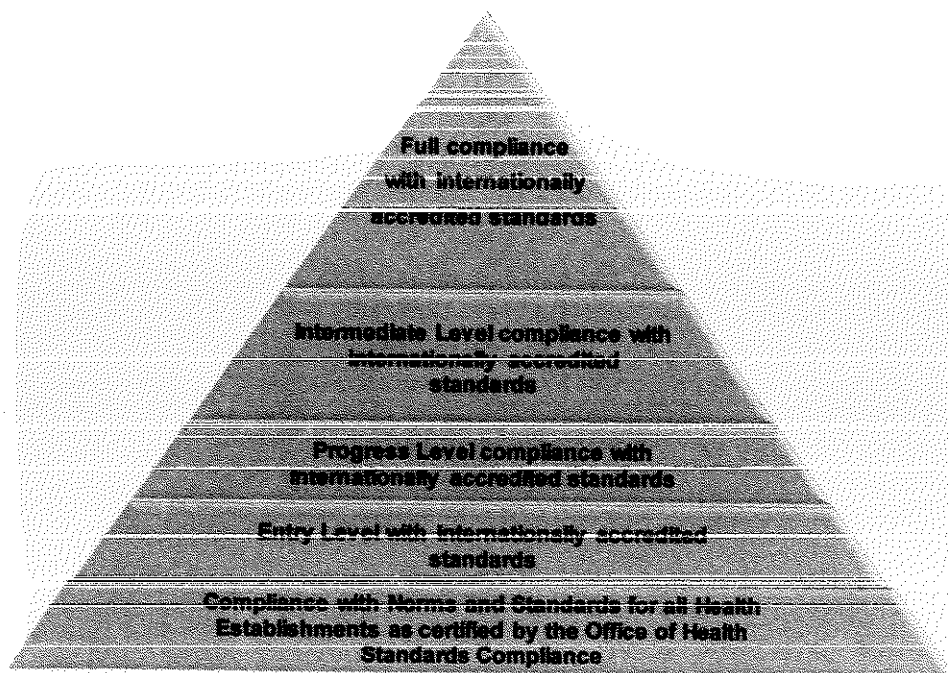 Full compliance
with internationally
accredited standards
Intermediate Level compliance with
internationally accredited
standards
Progress Level compliance with
internationally accredited standards
Entry Level with internationally accredited
standards
Compliance with Norms and Standards for all Health
Establishments as certified by the Office of Health
Standards Compliance